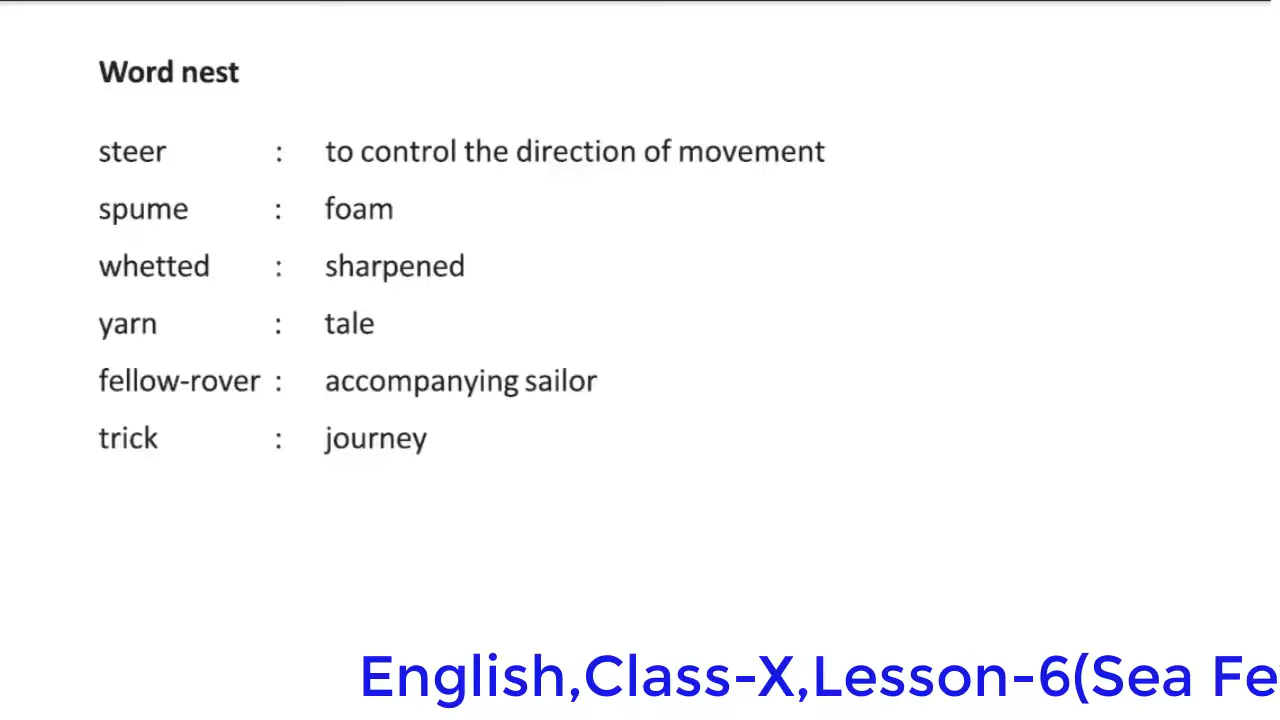 Word nest
steer : to control the direction of movement
spume : foam
whetted : sharpened
yarn : tale
fellow-rover : accompanying sailor
trick : journey
English,Class-X,Lesson-6(Sea Fe